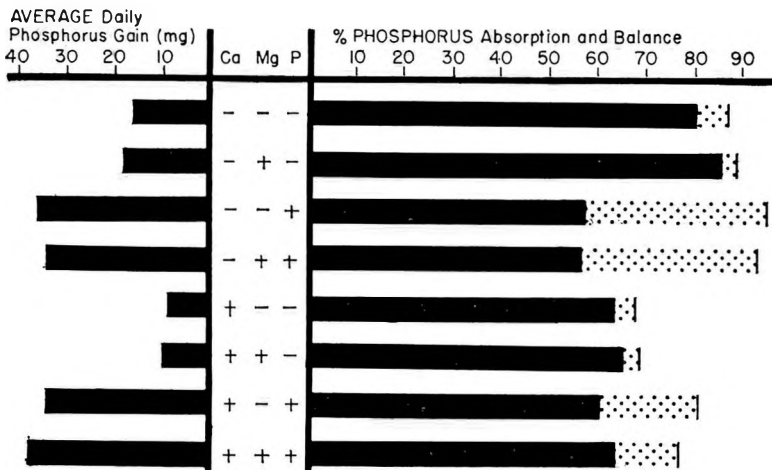 AVERAGE Daily
Phosphorus Gain (mg)
Ca Mg P
% PHOSPHORUS Absorption and Balance
40 30 20 10
10 20 30 40 50 60 70 80 90
- - -
- + -
- - +
- + +
+ - -
+ + -
+ - +
+ + +